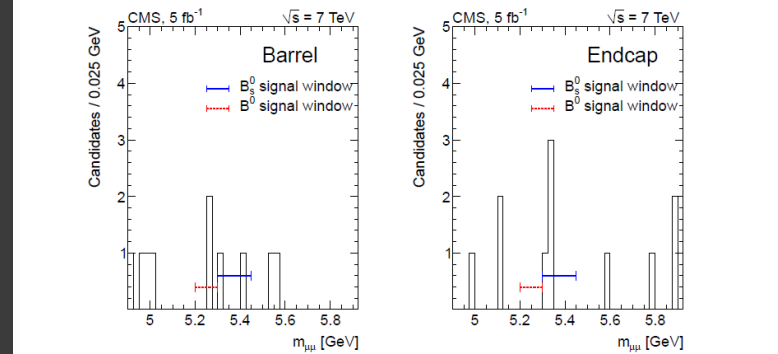 CMS, 5 fb⁻¹ √s = 7 TeV
Candidates / 0.025 GeV
Barrel
B⁰ₛ signal window
B⁰ signal window
5
4
3
2
1
5 5.2 5.4 5.6 5.8
m_μμ [GeV]
CMS, 5 fb⁻¹ √s = 7 TeV
Candidates / 0.025 GeV
Endcap
B⁰ₛ signal window
B⁰ signal window
5
4
3
2
1
5 5.2 5.4 5.6 5.8
m_μμ [GeV]